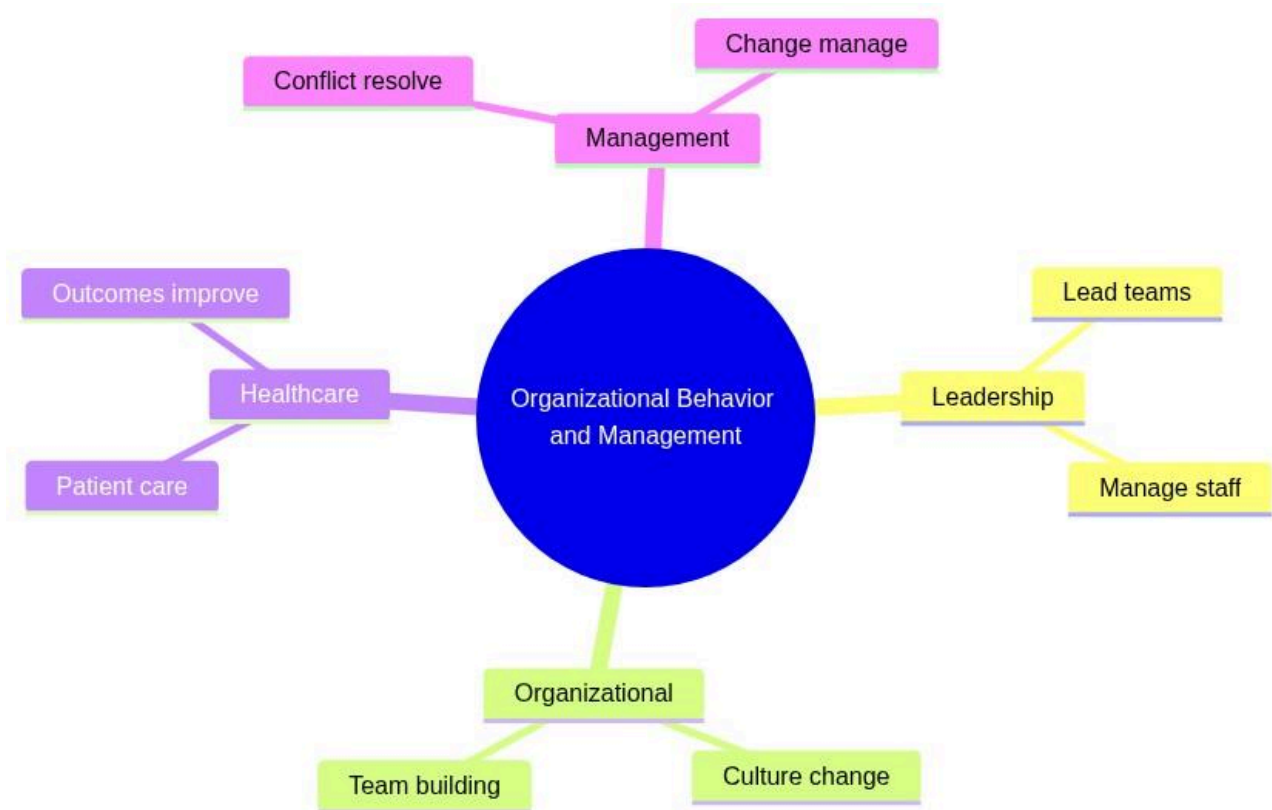 Change manage
Conflict resolve
Management
Outcomes improve
Lead teams
Healthcare
Organizational Behavior
and Management
Leadership
Patient care
Manage staff
Organizational
Team building
Culture change